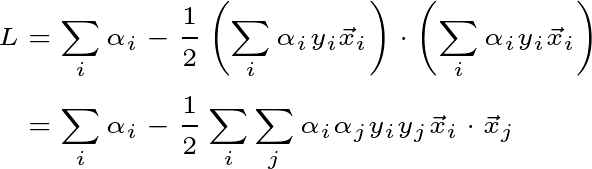 L = ∑_i α_i − 1/2 (∑_i α_i y_i x⃗_i) · (∑_i α_i y_i x⃗_i)
= ∑_i α_i − 1/2 ∑_i ∑_j α_i α_j y_i y_j x⃗_i · x⃗_j